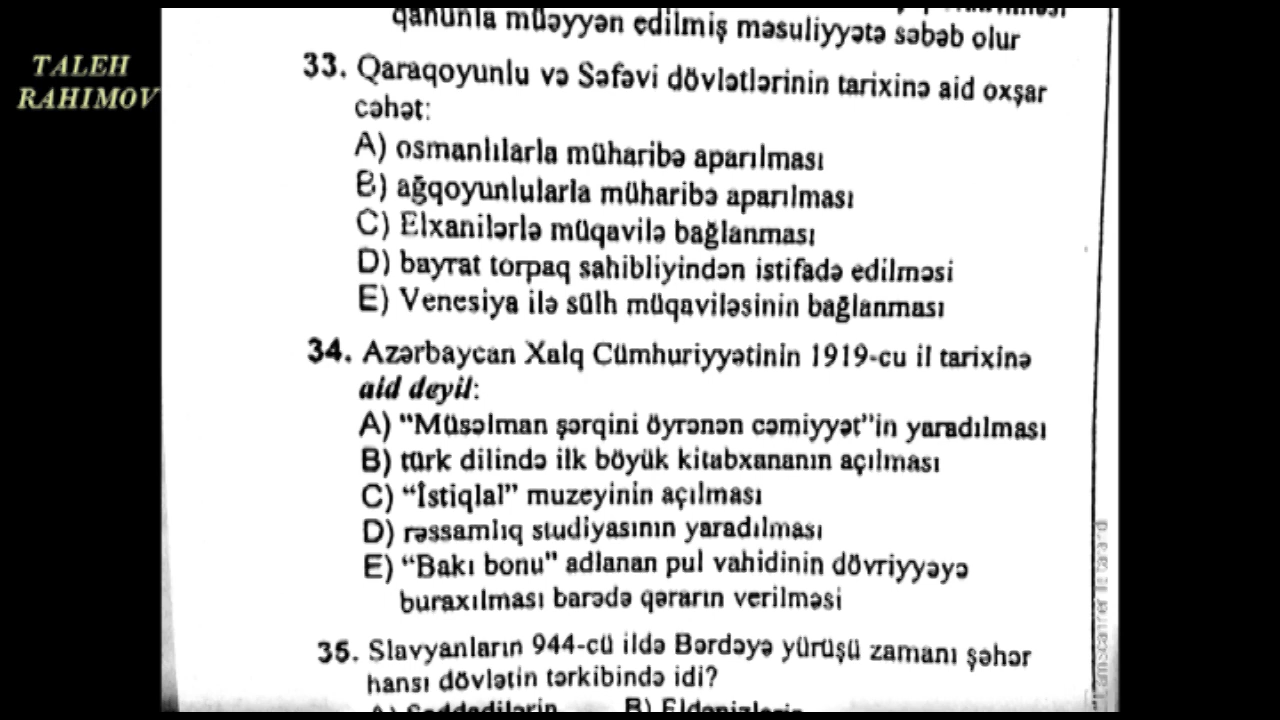 TALEH
RAHIMOV
qanunla müəyyən edilmiş məsuliyyətə səbəb olur
33. Qaraqoyunlu və Səfəvi dövlətlərinin tarixinə aid oxşar
cəhət:
A) osmanlılarla müharibə aparılması
B) ağqoyunlularla müharibə aparılması
C) Elxanilərlə müqavilə bağlanması
D) bayrat torpaq sahibliyindən istifadə edilməsi
E) Venesiya ilə sülh müqaviləsinin bağlanması
34. Azərbaycan Xalq Cümhuriyyətinin 1919-cu il tarixinə
aid deyil:
A) “Müsəlman şərqini öyrənən cəmiyyət”in yaradılması
B) türk dilində ilk böyük kitabxananın açılması
C) “İstiqlal” muzeyinin açılması
D) rəssamlıq studiyasının yaradılması
E) “Bakı bonu” adlanan pul vahidinin dövriyyəyə
buraxılması barədə qərarın verilməsi
35. Slavyanların 944-cü ildə Bərdəyə yürüşü zamanı şəhər
hansı dövlətin tərkibində idi?
A) Şəddadilərin B) Eldənizlərin